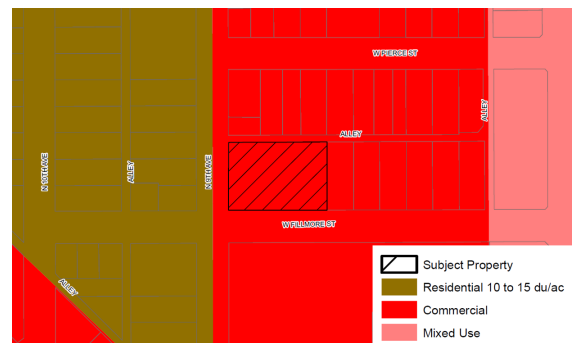 W PIERCE ST
ALLEY
ALLEY
N 10TH AVE
ALLEY
N 9TH AVE
W FILLMORE ST
ALLEY
Subject Property
Residential 10 to 15 du/ac
Commercial
Mixed Use